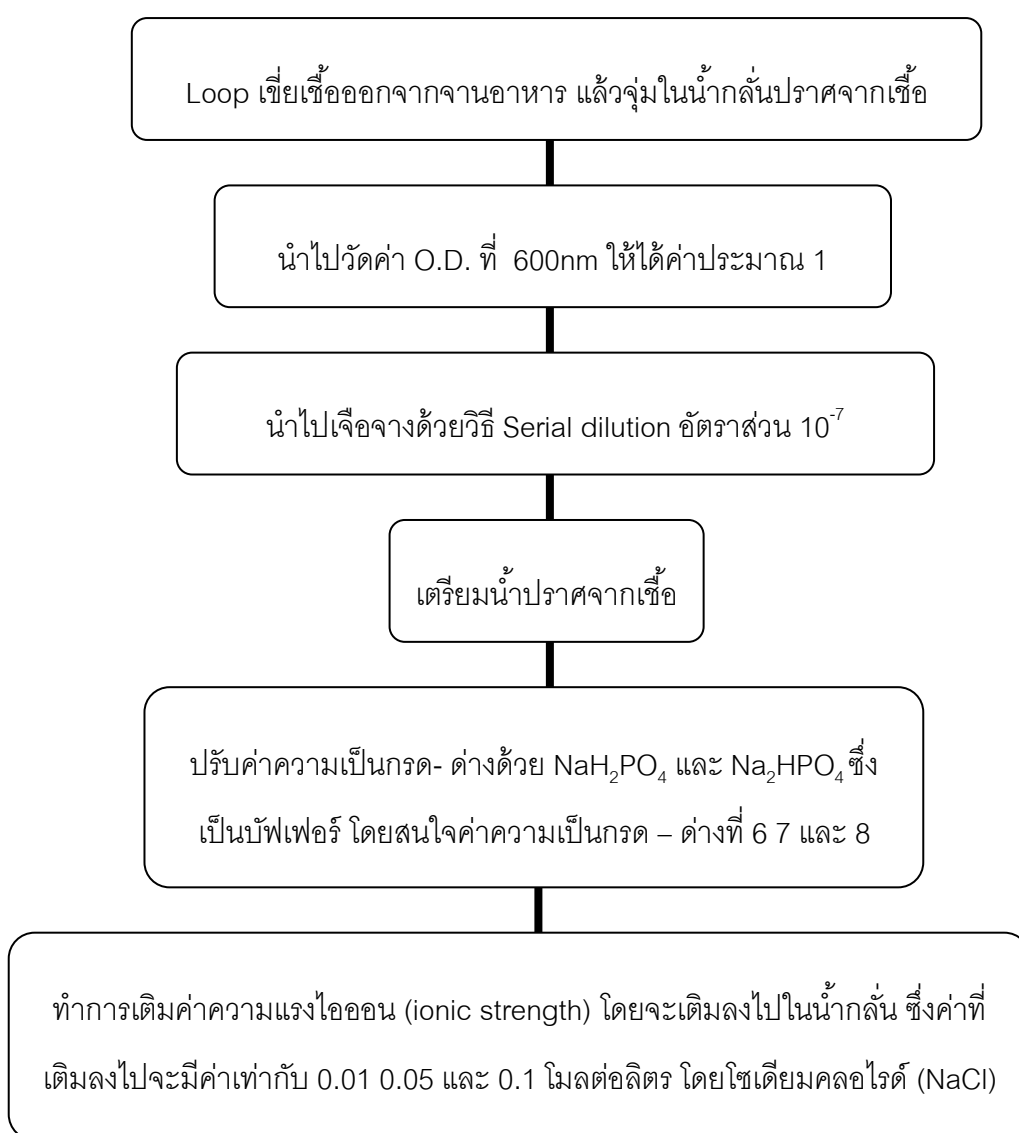 Loop เขี่ยเชื้อออกจากจานอาหาร แล้วจุ่มในน้ำกลั่นปราศจากเชื้อ
นำไปวัดค่า O.D. ที่ 600nm ให้ได้ค่าประมาณ 1
นำไปเจือจางด้วยวิธี Serial dilution อัตราส่วน 10⁻⁷
เตรียมน้ำปราศจากเชื้อ
ปรับค่าความเป็นกรด- ด่างด้วย NaH₂PO₄ และ Na₂HPO₄ ซึ่ง
เป็นบัฟเฟอร์ โดยสนใจค่าความเป็นกรด – ด่างที่ 6 7 และ 8
ทำการเติมค่าความแรงไอออน (ionic strength) โดยจะเติมลงไปในน้ำกลั่น ซึ่งค่าที่
เติมลงไปจะมีค่าเท่ากับ 0.01 0.05 และ 0.1 โมลต่อลิตร โดยโซเดียมคลอไรด์ (NaCl)